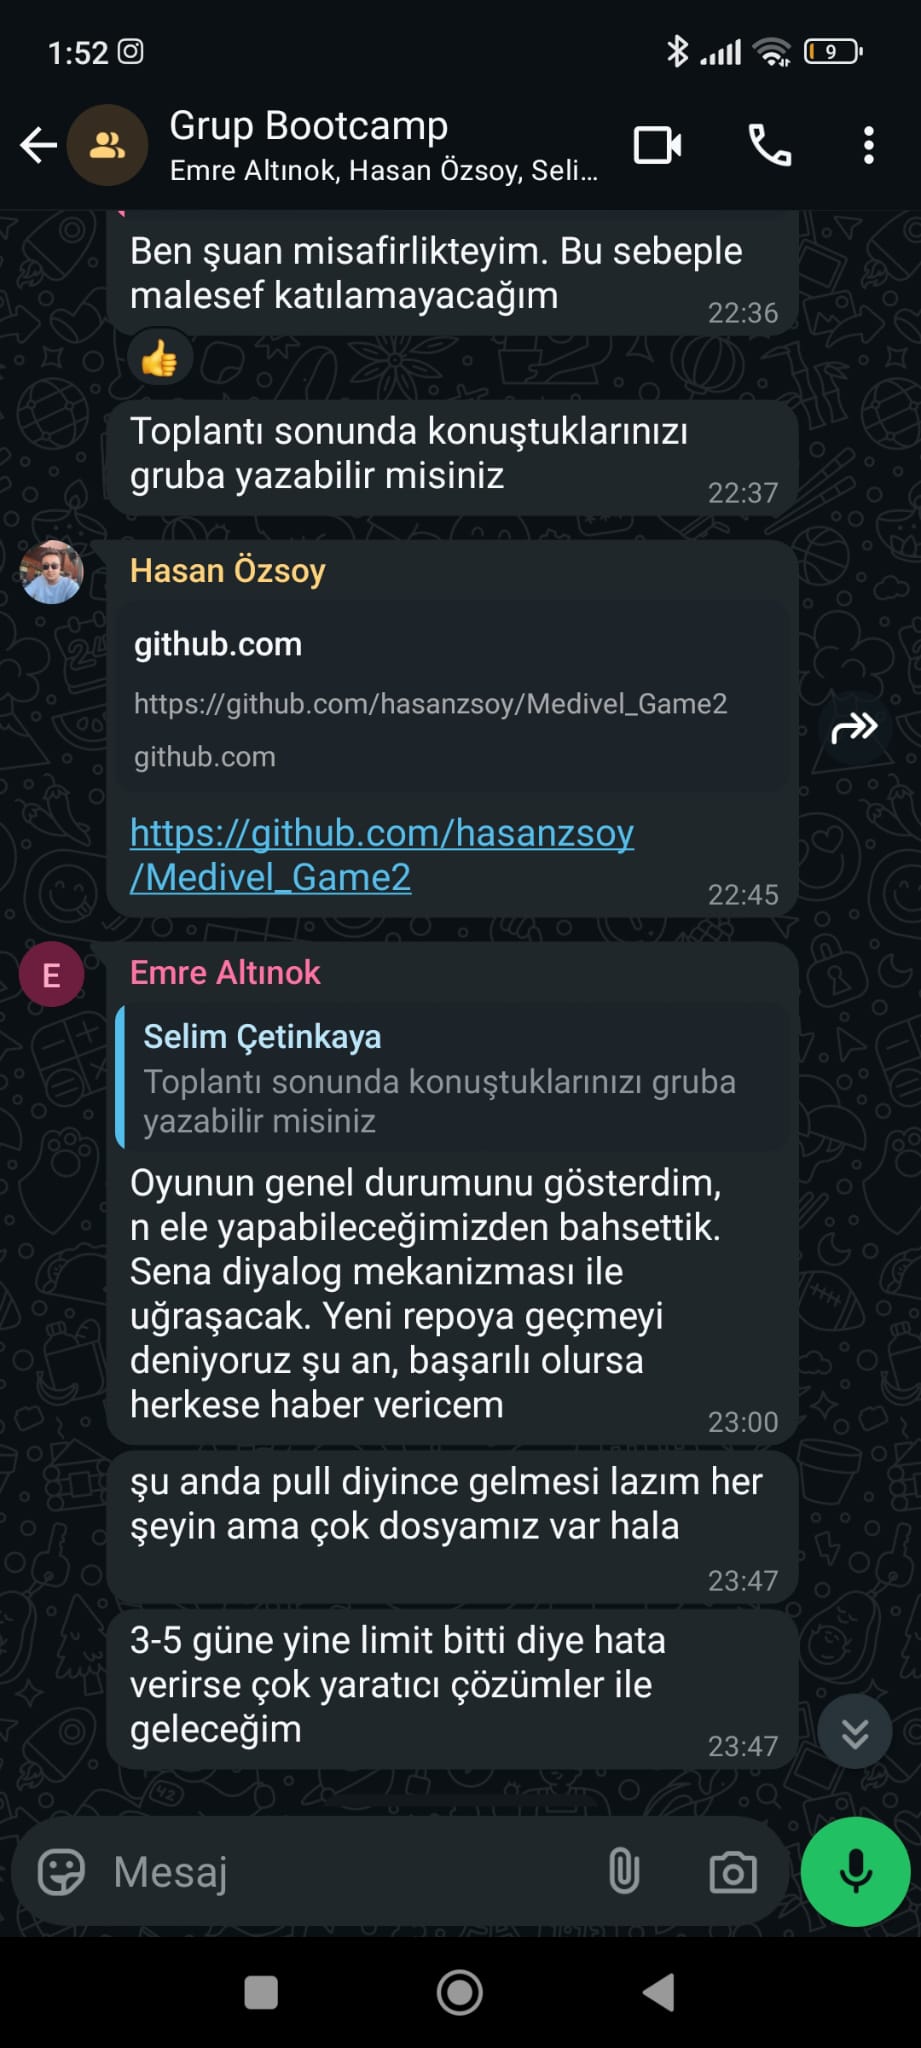 1:52
9
Grup Bootcamp
Emre Altınok, Hasan Özsoy, Seli...
Ben şuan misafirlikteyim. Bu sebeple
malesef katılamayacağım
22:36
Toplantı sonunda konuştuklarınızı
gruba yazabilir misiniz
22:37
Hasan Özsoy
github.com
https://github.com/hasanzsoy/Medivel_Game2
github.com
https://github.com/hasanzsoy
/Medivel_Game2
22:45
E
Emre Altınok
Selim Çetinkaya
Toplantı sonunda konuştuklarınızı gruba
yazabilir misiniz
Oyunun genel durumunu gösterdim,
n ele yapabileceğimizden bahsettik.
Sena diyalog mekanizması ile
uğraşacak. Yeni repoya geçmeyi
deniyoruz şu an, başarılı olursa
herkese haber vericem
23:00
şu anda pull diyince gelmesi lazım her
şeyin ama çok dosyamız var hala
23:47
3-5 güne yine limit bitti diye hata
verirse çok yaratıcı çözümler ile
geleceğim
23:47
Mesaj